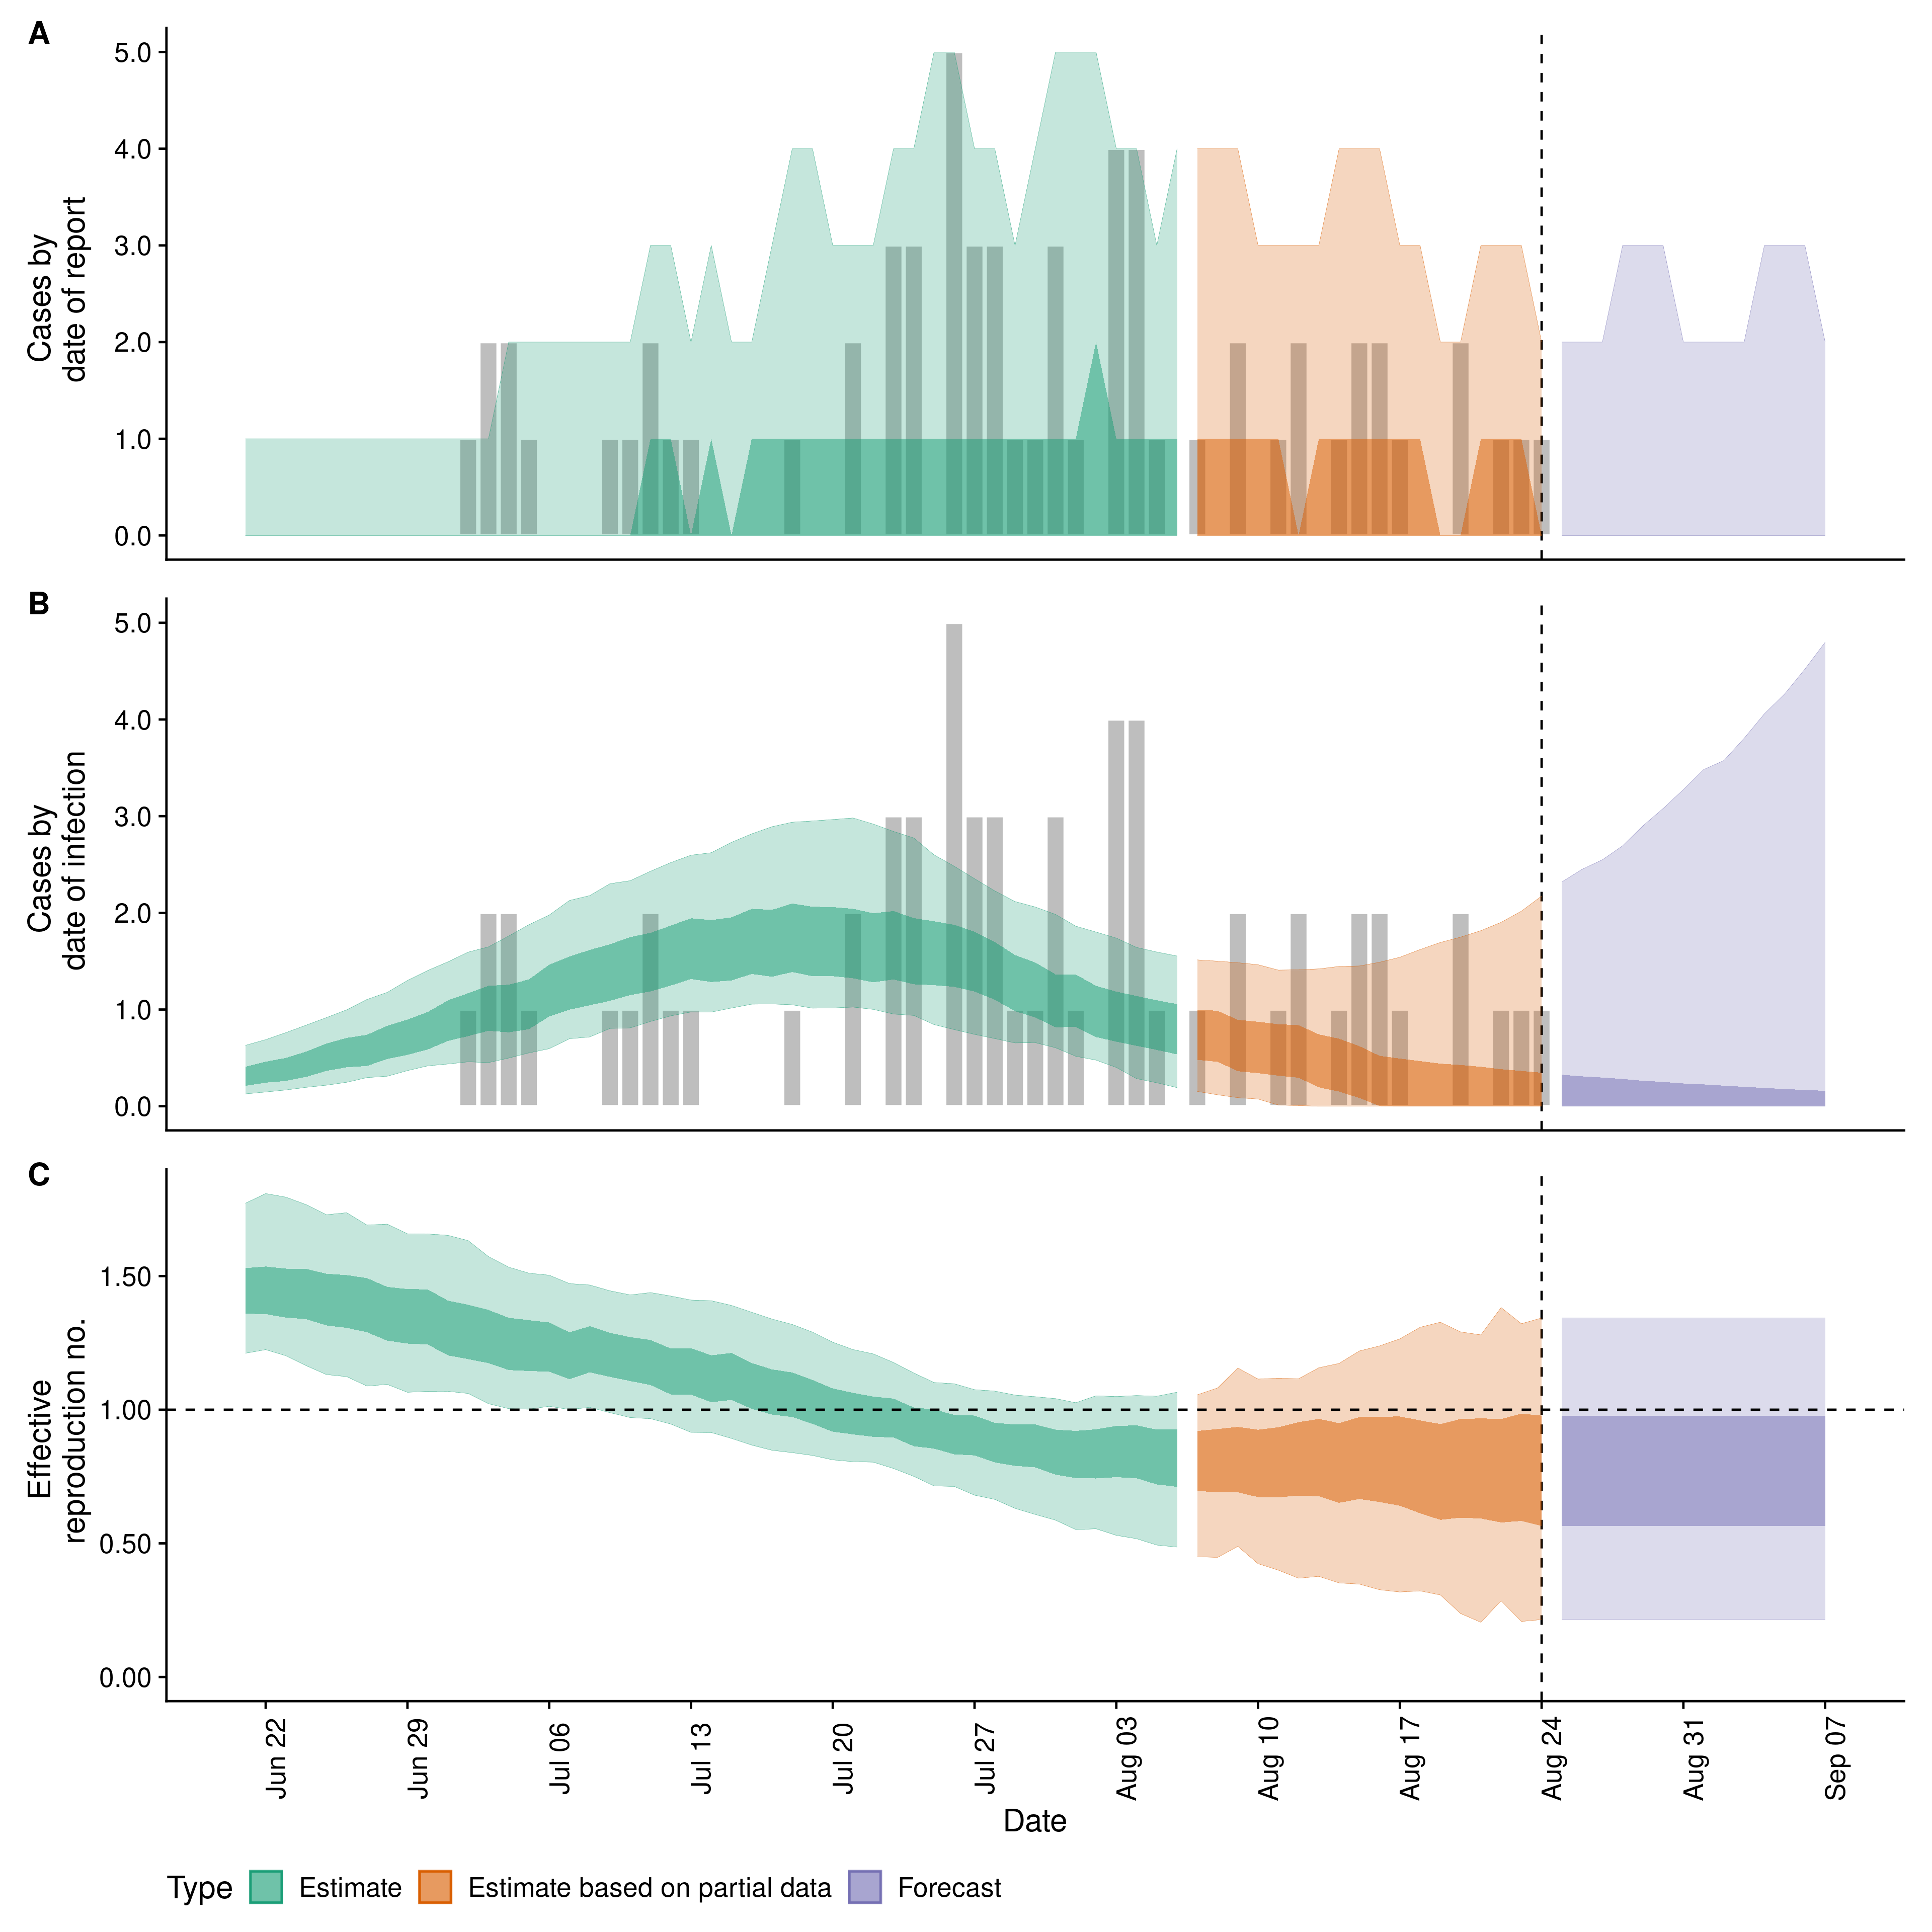 A
Cases by
date of report
5.0
4.0
3.0
2.0
1.0
0.0
B
Cases by
date of infection
5.0
4.0
3.0
2.0
1.0
0.0
C
Effective
reproduction no.
1.50
1.00
0.50
0.00
Jun 22
Jun 29
Jul 06
Jul 13
Jul 20
Jul 27
Aug 03
Aug 10
Aug 17
Aug 24
Aug 31
Sep 07
Date
Type Estimate Estimate based on partial data Forecast